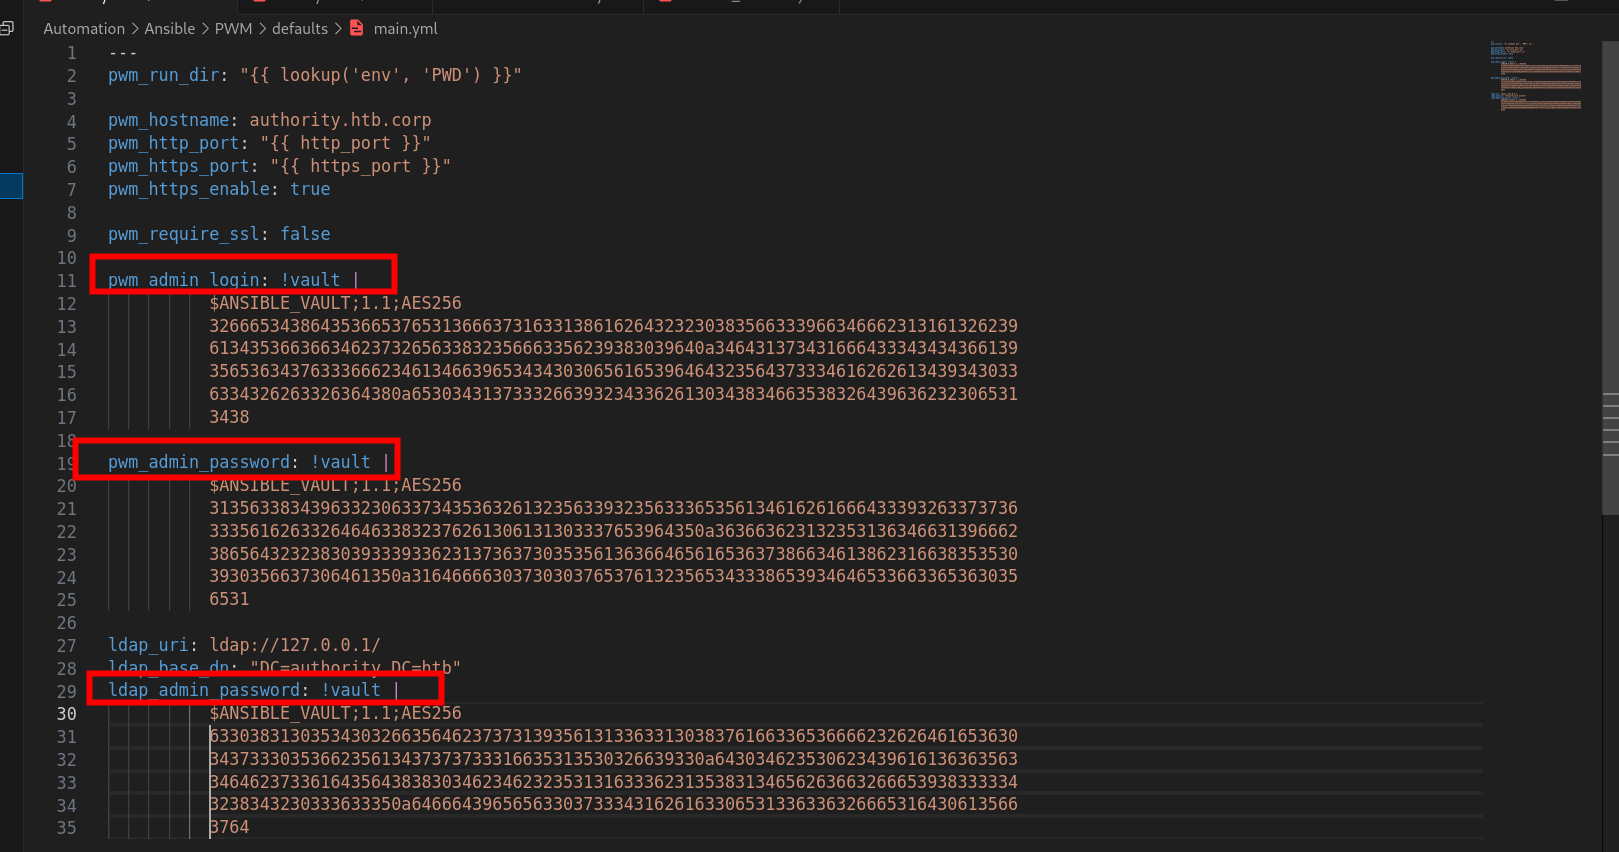 Automation > Ansible > PWM > defaults > main.yml
1 ---
2 pwm_run_dir: "{{ lookup('env', 'PWD') }}"
3
4 pwm_hostname: authority.htb.corp
5 pwm_http_port: "{{ http_port }}"
6 pwm_https_port: "{{ https_port }}"
7 pwm_https_enable: true
8
9 pwm_require_ssl: false
10
11 pwm_admin_login: !vault |
12 $ANSIBLE_VAULT;1.1;AES256
13 32666534386435366537653136663731633138616264323230383566333966346662313161326239
14 6134353663663462373265633832356663356239383039640a346431373431666433343434366139
15 35653634376333666234613466396534343030656165396464323564373334616262613439343033
16 6334326263326364380a653034313733326639323433626130343834663538326439636232306531
17 3438
18
19 pwm_admin_password: !vault |
20 $ANSIBLE_VAULT;1.1;AES256
21 31356338343963323063373435363261323563393235633365356134616261666433393263373736
22 3335616263326464633832376261306131303337653964350a363663623132353136346631396662
23 38656432323830393339336231373637303535613636646561653637386634613862316638353530
24 3930356637306461350a316466663037303037653761323565343338653934646533663365363035
25 6531
26
27 ldap_uri: ldap://127.0.0.1/
28 ldap_base_dn: "DC=authority,DC=htb"
29 ldap_admin_password: !vault |
30 $ANSIBLE_VAULT;1.1;AES256
31 63303831303534303266356462373731393561313363313038376166336536666232626461653630
32 3437333035366235613437373733316635313530326639330a643034623530623439616136363563
33 34646237336164356438383034623462323531316333623135383134656263663266653938333334
34 3238343230333633350a646664396565633037333431626163306531336336326665316430613566
35 3764